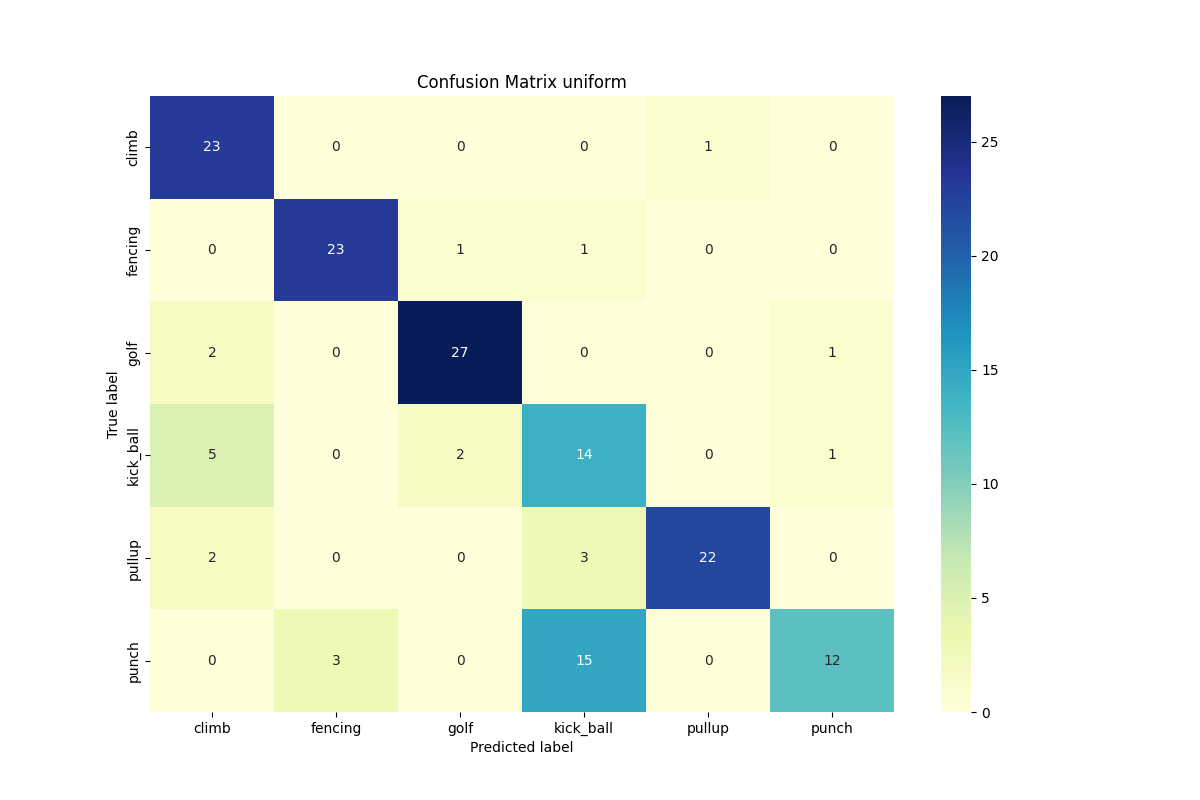 Confusion Matrix uniform
climb 23 0 0 0 1 0
fencing 0 23 1 1 0 0
golf 2 0 27 0 0 1
kick_ball 5 0 2 14 0 1
pullup 2 0 0 3 22 0
punch 0 3 0 15 0 12
True label
climb fencing golf kick_ball pullup punch
Predicted label
25
20
15
10
5
0